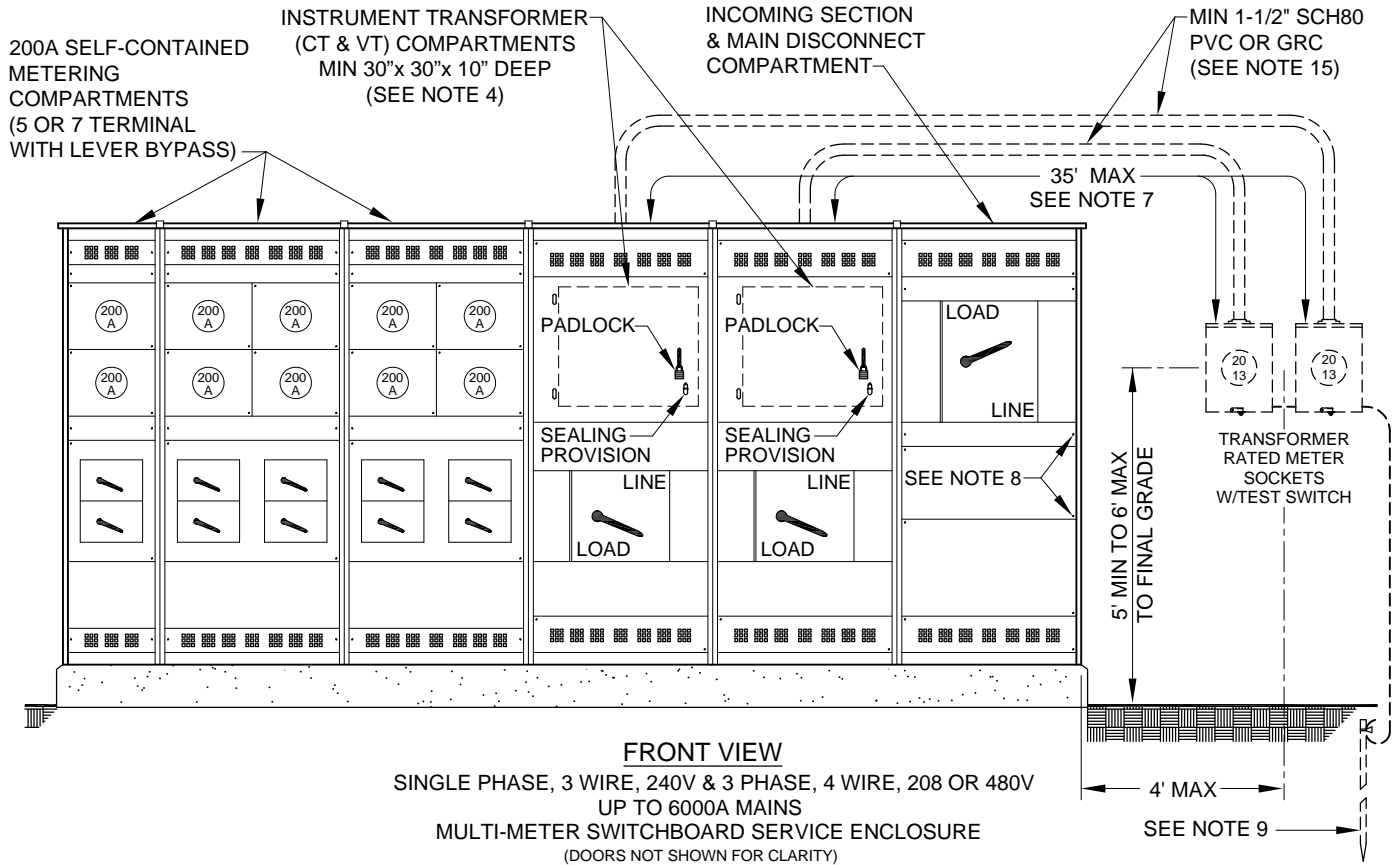 200A SELF-CONTAINED
METERING
COMPARTMENTS
(5 OR 7 TERMINAL
WITH LEVER BYPASS)
INSTRUMENT TRANSFORMER
(CT & VT) COMPARTMENTS
MIN 30”x 30”x 10” DEEP
(SEE NOTE 4)
INCOMING SECTION
& MAIN DISCONNECT
COMPARTMENT
MIN 1-1/2" SCH80
PVC OR GRC
(SEE NOTE 15)
35' MAX
SEE NOTE 7
200
A
200
A
200
A
200
A
200
A
200
A
200
A
200
A
200
A
200
A
PADLOCK
SEALING
PROVISION
LINE
LOAD
PADLOCK
SEALING
PROVISION
LINE
LOAD
LOAD
LINE
SEE NOTE 8
20
13
20
13
TRANSFORMER
RATED METER
SOCKETS
W/TEST SWITCH
5' MIN TO 6' MAX
TO FINAL GRADE
4' MAX
SEE NOTE 9
FRONT VIEW
SINGLE PHASE, 3 WIRE, 240V & 3 PHASE, 4 WIRE, 208 OR 480V
UP TO 6000A MAINS
MULTI-METER SWITCHBOARD SERVICE ENCLOSURE
(DOORS NOT SHOWN FOR CLARITY)